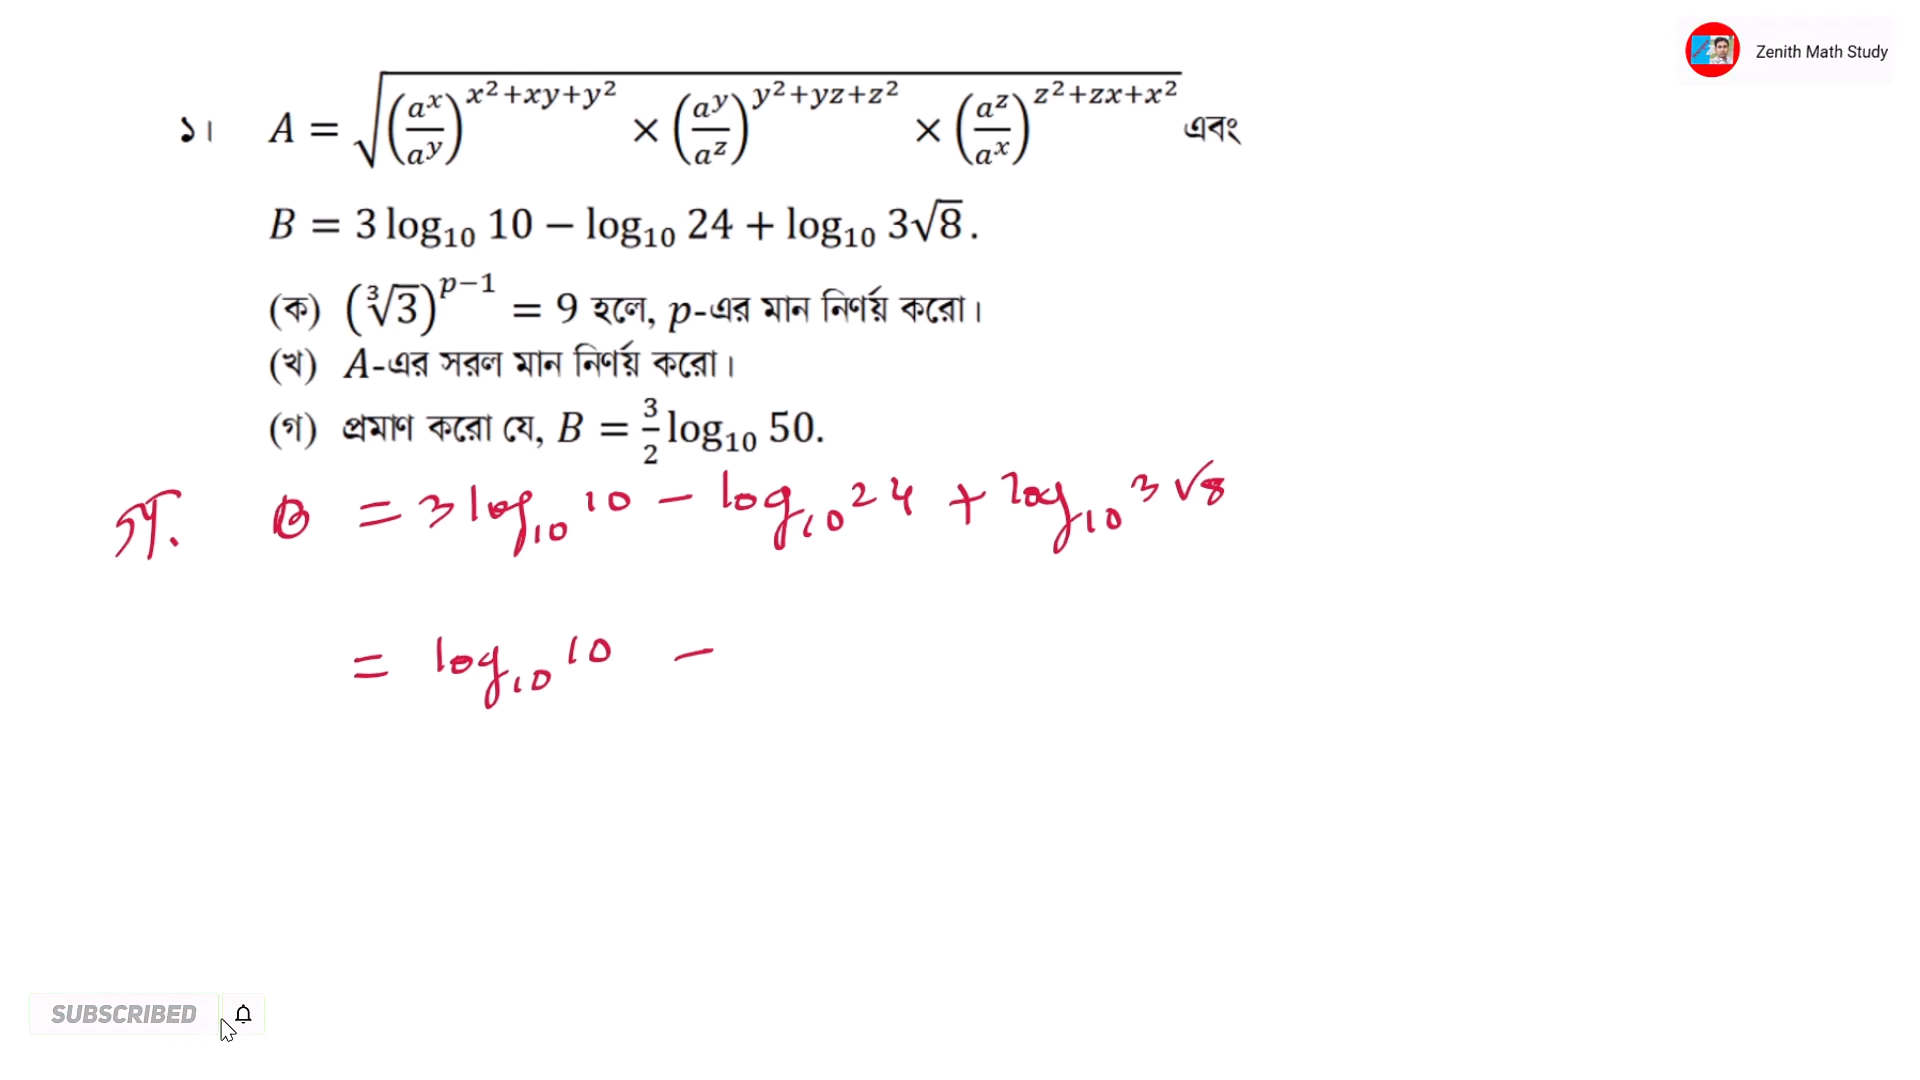 Zenith Math Study
১। A = √((a^x/a^y)^(x²+xy+y²) × (a^y/a^z)^(y²+yz+z²) × (a^z/a^x)^(z²+zx+x²)) এবং
B = 3 log₁₀ 10 − log₁₀ 24 + log₁₀ 3√8.
(ক) (∛3)^(p−1) = 9 হলে, p-এর মান নির্ণয় করো।
(খ) A-এর সরল মান নির্ণয় করো।
(গ) প্রমাণ করো যে, B = 3/2 log₁₀ 50.
গ. B = 3 log₁₀ 10 − log₁₀ 24 + log₁₀ 3√8
= log₁₀ 10 −
SUBSCRIBED